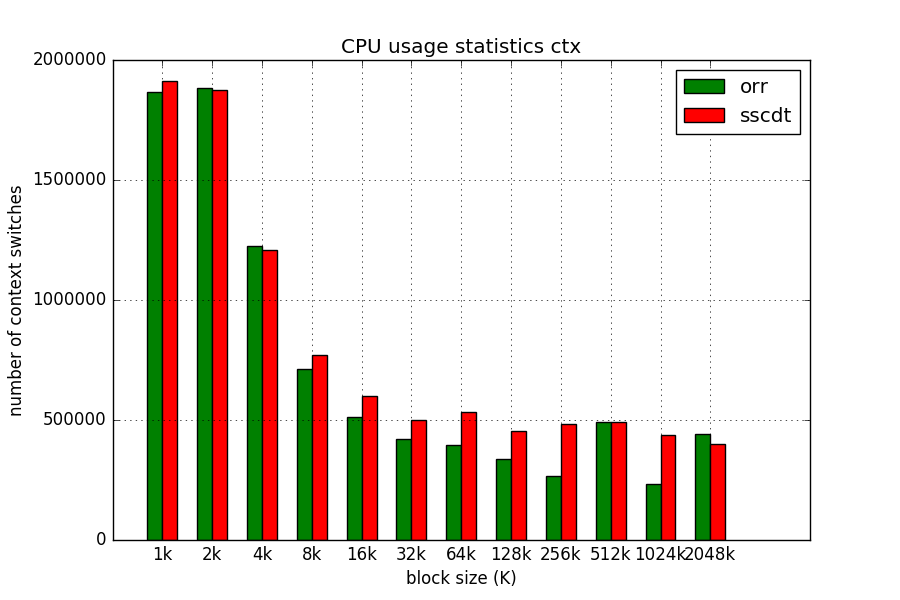 CPU usage statistics ctx
2000000
1500000
1000000
500000
0
number of context switches
orr
sscdt
1k 2k 4k 8k 16k 32k 64k 128k 256k 512k 1024k 2048k
block size (K)